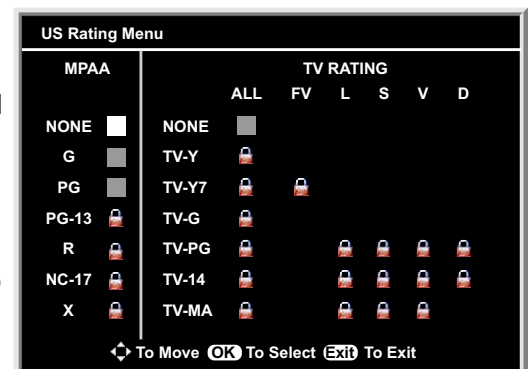 US Rating Menu
MPAA TV RATING
ALL FV L S V D
NONE NONE
G TV-Y
PG TV-Y7
PG-13 TV-G
R TV-PG
NC-17 TV-14
X TV-MA
To Move OK To Select Exit To Exit